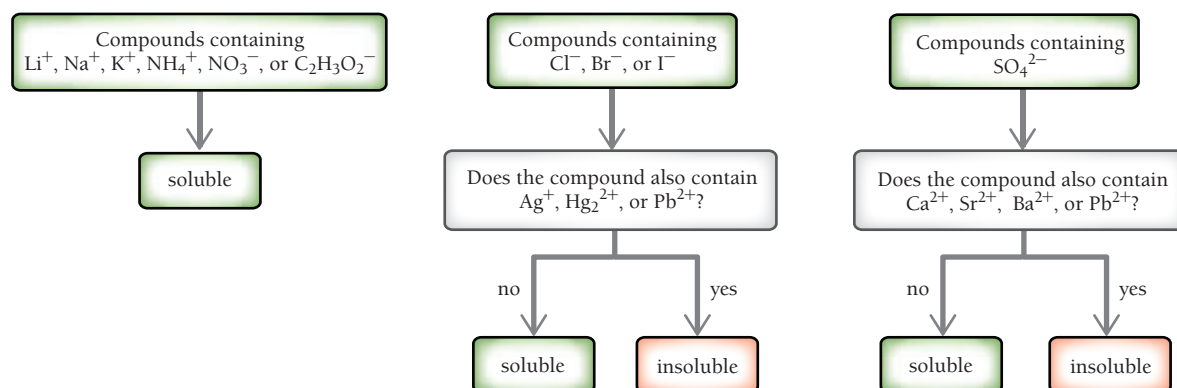 Compounds containing
Li⁺, Na⁺, K⁺, NH₄⁺, NO₃⁻, or C₂H₃O₂⁻
soluble
Compounds containing
Cl⁻, Br⁻, or I⁻
Does the compound also contain
Ag⁺, Hg₂²⁺, or Pb²⁺?
no
yes
soluble
insoluble
Compounds containing
SO₄²⁻
Does the compound also contain
Ca²⁺, Sr²⁺, Ba²⁺, or Pb²⁺?
no
yes
soluble
insoluble